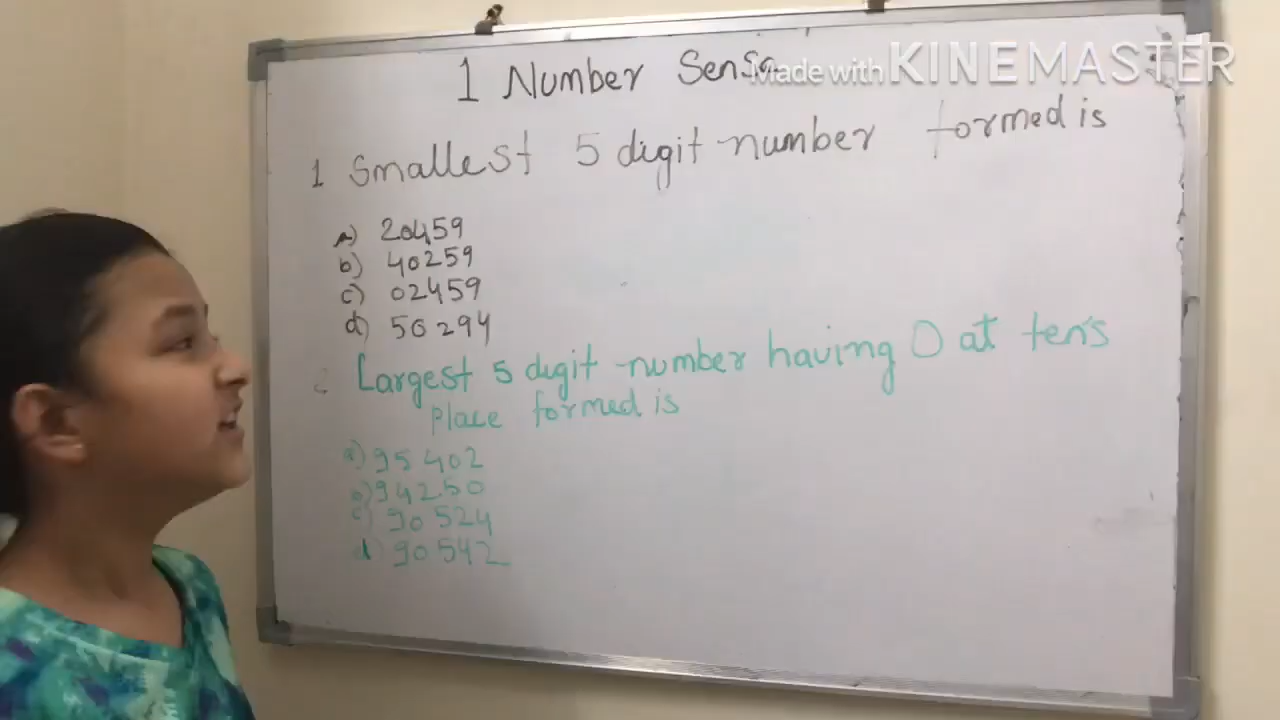 1 Number Sense
Made with KINEMASTER
1 Smallest 5 digit number formed is
a) 20459
b) 40259
c) 02459
d) 50294
2 Largest 5 digit number having 0 at ten's
place formed is
a) 95402
b) 94250
c) 90524
d) 90542